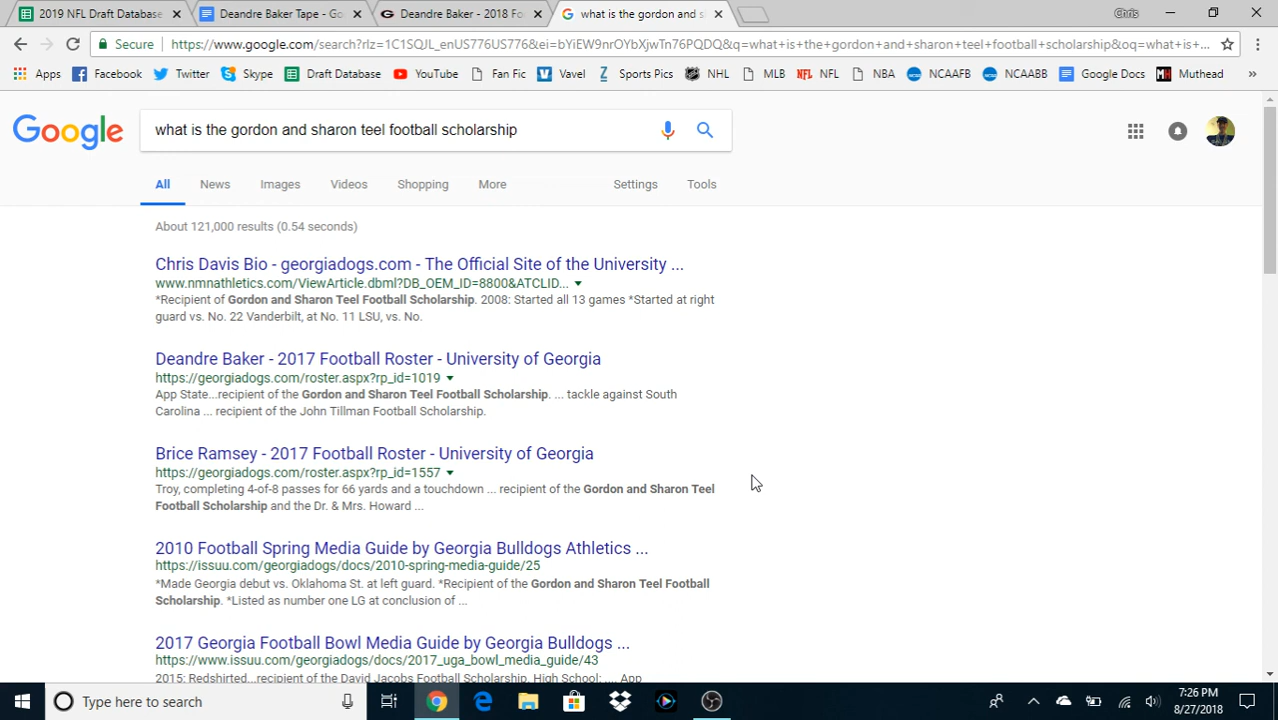 2019 NFL Draft Database
Deandre Baker Tape - Go
Deandre Baker - 2018 Fo
what is the gordon and s
Chris
Secure
https://www.google.com/search?rlz=1C1SQJL_enUS776US776&ei=bYiEW9nrOYbXjwTn76PQDQ&q=what+is+the+gordon+and+sharon+teel+football+scholarship&oq=what+is+...
Apps Facebook Twitter Skype Draft Database YouTube Fan Fic Vavel Sports Pics NHL MLB NFL NBA NCAAFB NCAABB Google Docs Muthead »
Google
what is the gordon and sharon teel football scholarship
All News Images Videos Shopping More Settings Tools
About 121,000 results (0.54 seconds)
Chris Davis Bio - georgiadogs.com - The Official Site of the University ...
www.nmnathletics.com/ViewArticle.dbml?DB_OEM_ID=8800&ATCLID...
*Recipient of Gordon and Sharon Teel Football Scholarship. 2008: Started all 13 games *Started at right
guard vs. No. 22 Vanderbilt, at No. 11 LSU, vs. No.
Deandre Baker - 2017 Football Roster - University of Georgia
https://georgiadogs.com/roster.aspx?rp_id=1019
App State...recipient of the Gordon and Sharon Teel Football Scholarship. ... tackle against South
Carolina ... recipient of the John Tillman Football Scholarship.
Brice Ramsey - 2017 Football Roster - University of Georgia
https://georgiadogs.com/roster.aspx?rp_id=1557
Troy, completing 4-of-8 passes for 66 yards and a touchdown ... recipient of the Gordon and Sharon Teel
Football Scholarship and the Dr. & Mrs. Howard ...
2010 Football Spring Media Guide by Georgia Bulldogs Athletics ...
https://issuu.com/georgiadogs/docs/2010-spring-media-guide/25
*Made Georgia debut vs. Oklahoma St. at left guard. *Recipient of the Gordon and Sharon Teel Football
Scholarship. *Listed as number one LG at conclusion of ...
2017 Georgia Football Bowl Media Guide by Georgia Bulldogs ...
https://www.issuu.com/georgiadogs/docs/2017_uga_bowl_media_guide/43
2015: Redshirted...recipient of the David Jacobs Football Scholarship. High School: .... App
Type here to search
7:26 PM
8/27/2018